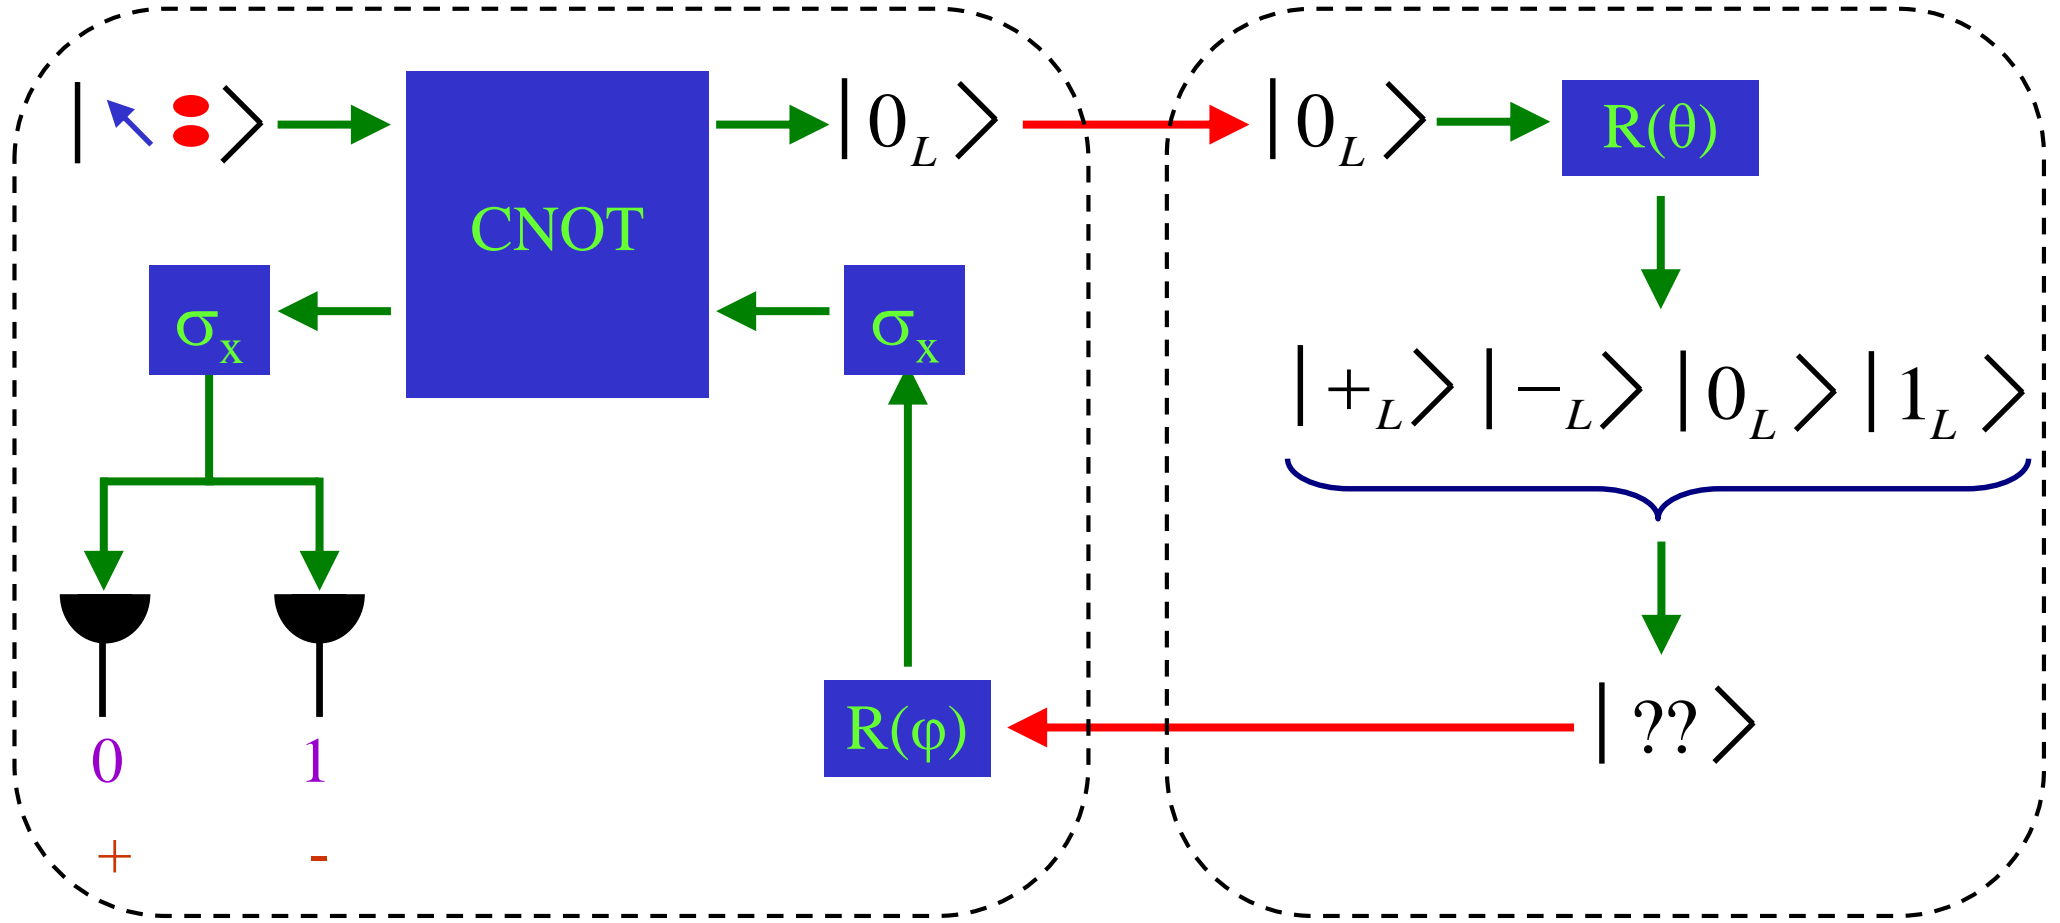 |0_L⟩ |0_L⟩ R(θ)
CNOT
σ_x σ_x
|+_L⟩ |−_L⟩ |0_L⟩ |1_L⟩
|??⟩
R(φ)
0 1
+ -